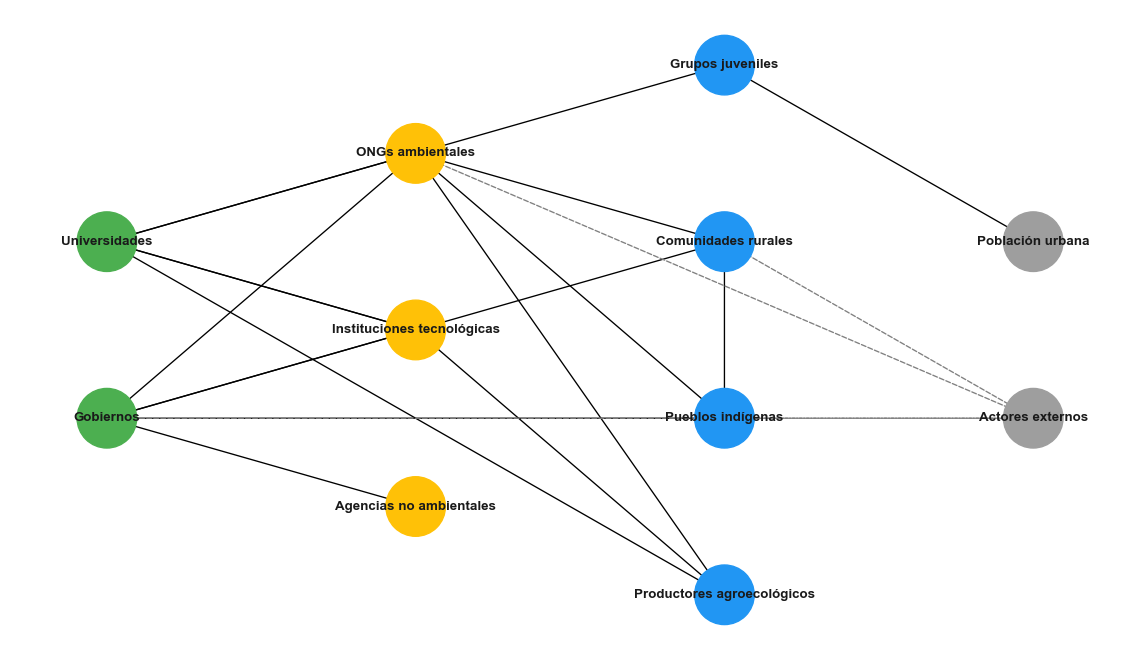 Grupos juveniles
ONGs ambientales
Universidades
Comunidades rurales
Población urbana
Instituciones tecnológicas
Gobiernos
Pueblos indígenas
Actores externos
Agencias no ambientales
Productores agroecológicos